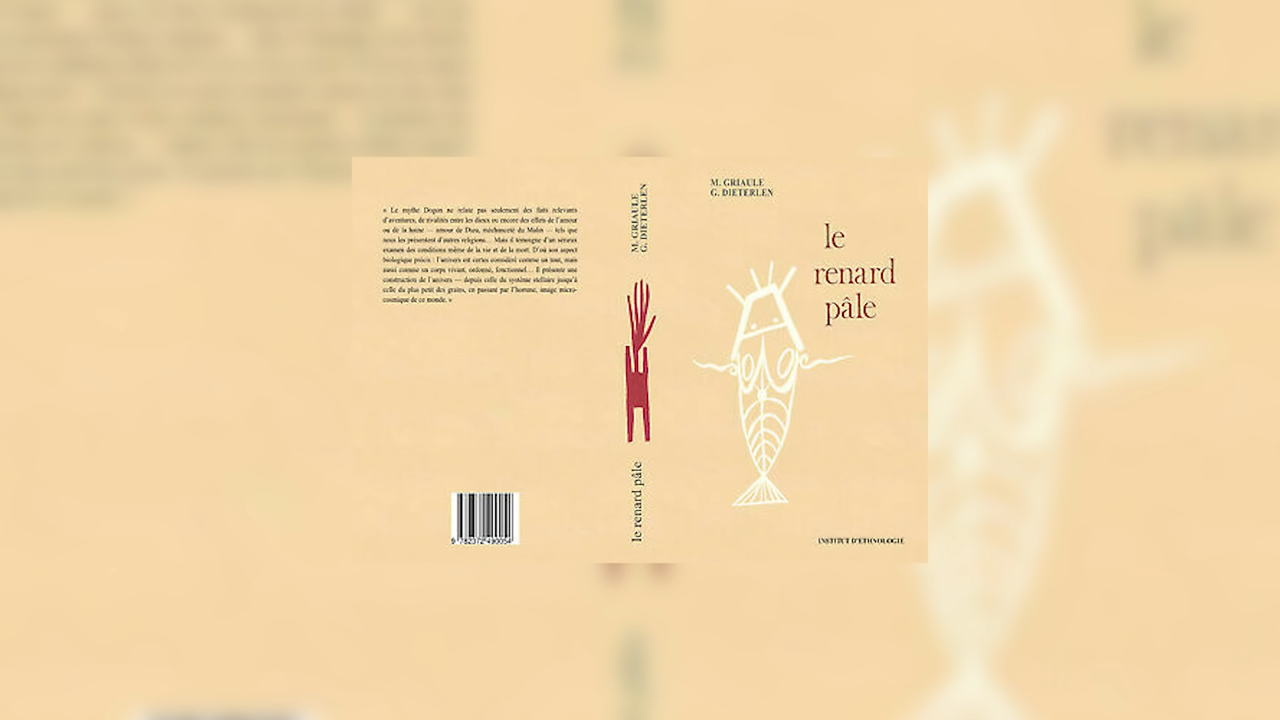 « Le mythe Dogon ne relate pas seulement des faits relevants
d'aventures, de rivalités entre les dieux ou encore des effets de l'amour
ou de la haine — amour de Dieu, méchanceté du Malin — tels que
nous les présentent d'autres religions... Mais il témoigne d'un sérieux
examen des conditions même de la vie et de la mort. D'où son aspect
biologique précis : l'univers est certes considéré comme un tout, mais
aussi comme un corps vivant, ordonné, fonctionnel... Il présente une
construction de l'univers — depuis celle du système stellaire jusqu'à
celle du plus petit des grains, en passant par l'homme, image micro-
cosmique de ce monde. »
9 782372 490054
M. GRIAULE
G. DIETERLEN
le renard pâle
M. GRIAULE
G. DIETERLEN
le
renard
pâle
INSTITUT D'ETHNOLOGIE